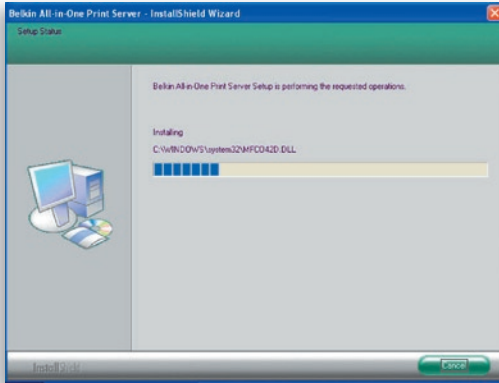 Belkin All-in-One Print Server - InstallShield Wizard
Setup Status
Belkin All-in-One Print Server Setup is performing the requested operations.
Installing
C:\WINDOWS\system32\MFCO42D.DLL
InstallShield
Cancel